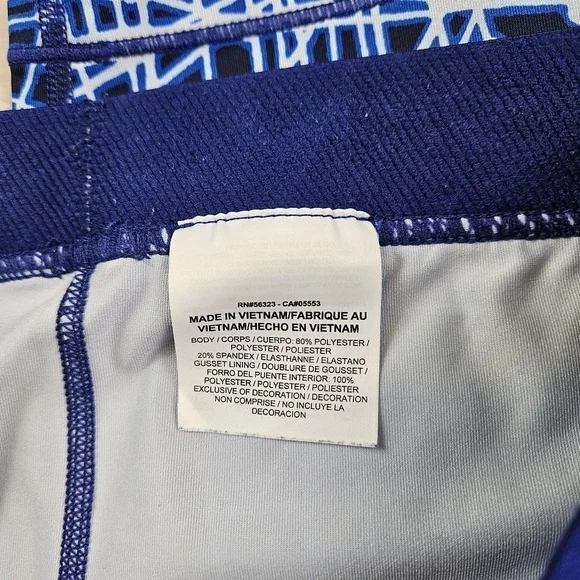 RN#56323 - CA#05553
MADE IN VIETNAM/FABRIQUE AU
VIETNAM/HECHO EN VIETNAM
BODY / CORPS / CUERPO: 80% POLYESTER /
POLYESTER / POLIESTER
20% SPANDEX / ELASTHANNE / ELASTANO
GUSSET LINING / DOUBLURE DE GOUSSET /
FORRO DEL PUENTE INTERIOR: 100%
POLYESTER / POLYESTER / POLIESTER
EXCLUSIVE OF DECORATION / DECORATION
NON COMPRISE / NO INCLUYE LA
DECORACION